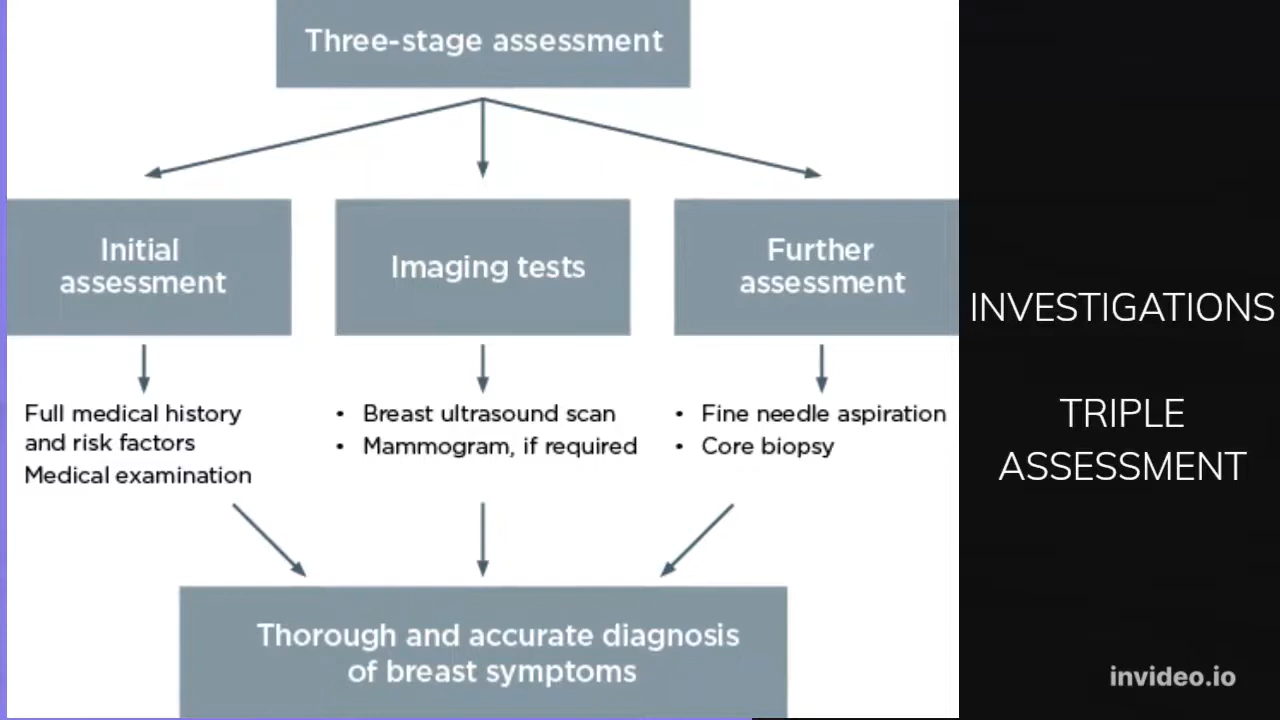 Three-stage assessment
Initial
assessment
Imaging tests
Further
assessment
Full medical history
and risk factors
Medical examination
• Breast ultrasound scan
• Mammogram, if required
• Fine needle aspiration
• Core biopsy
Thorough and accurate diagnosis
of breast symptoms
INVESTIGATIONS
TRIPLE
ASSESSMENT
invideo.io